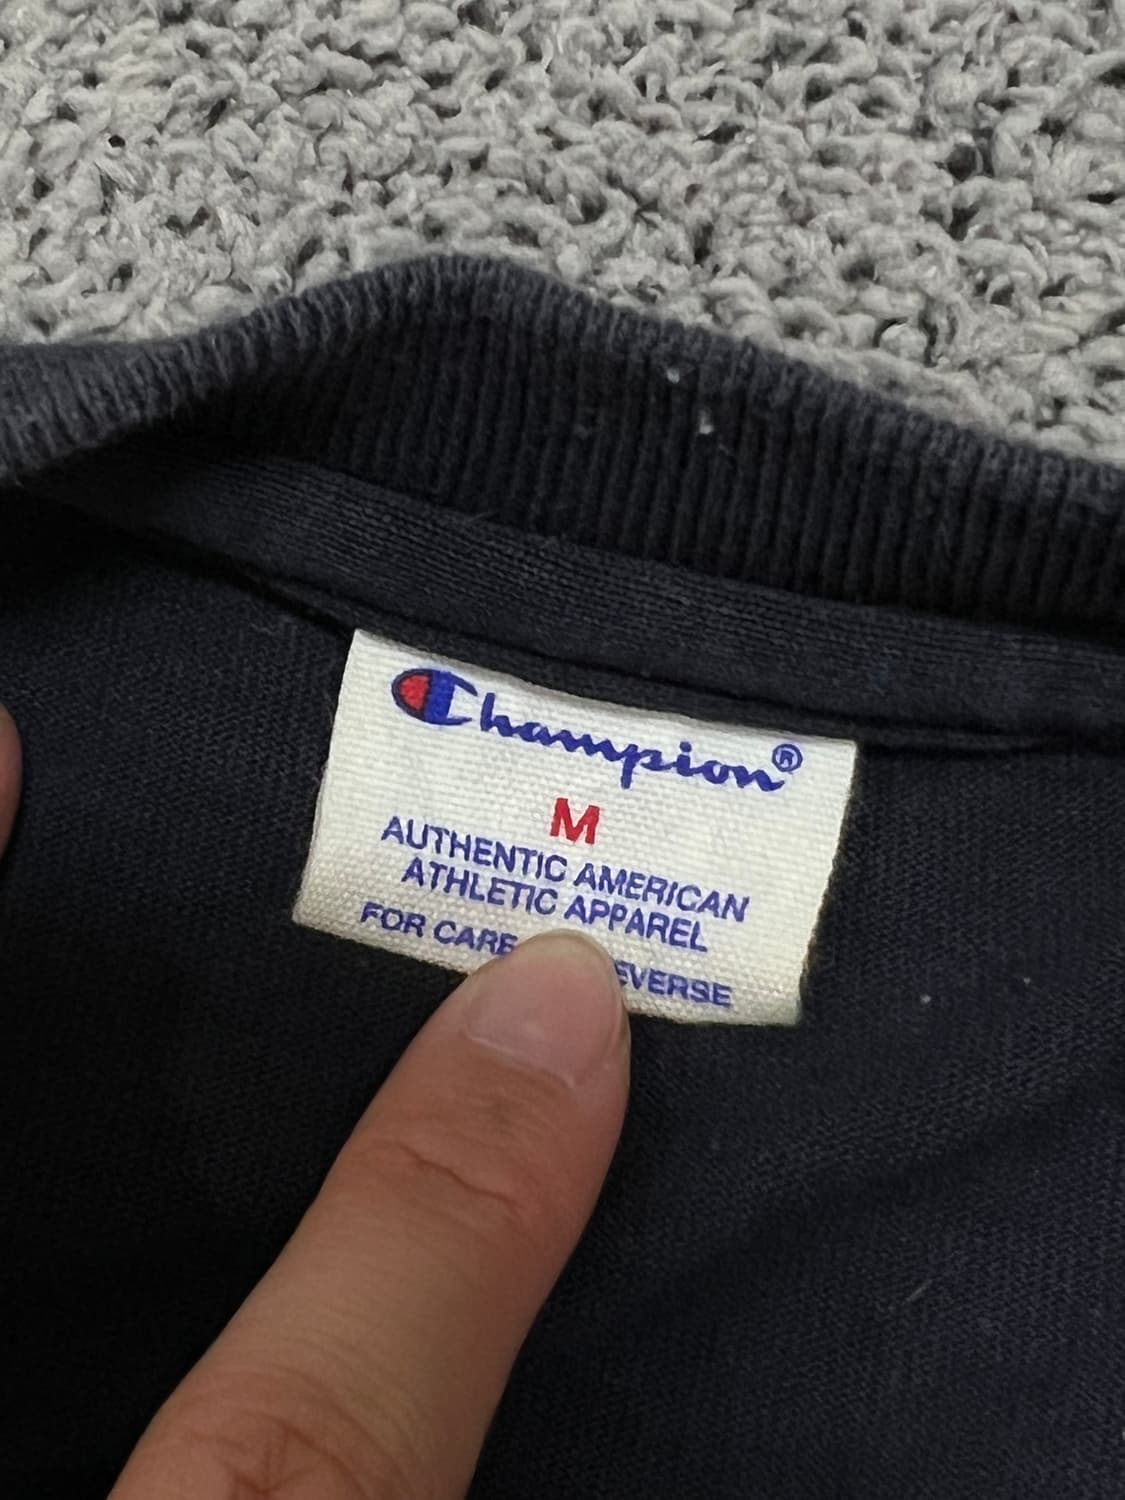 Champion®
M
AUTHENTIC AMERICAN
ATHLETIC APPAREL
FOR CARE EVERSE